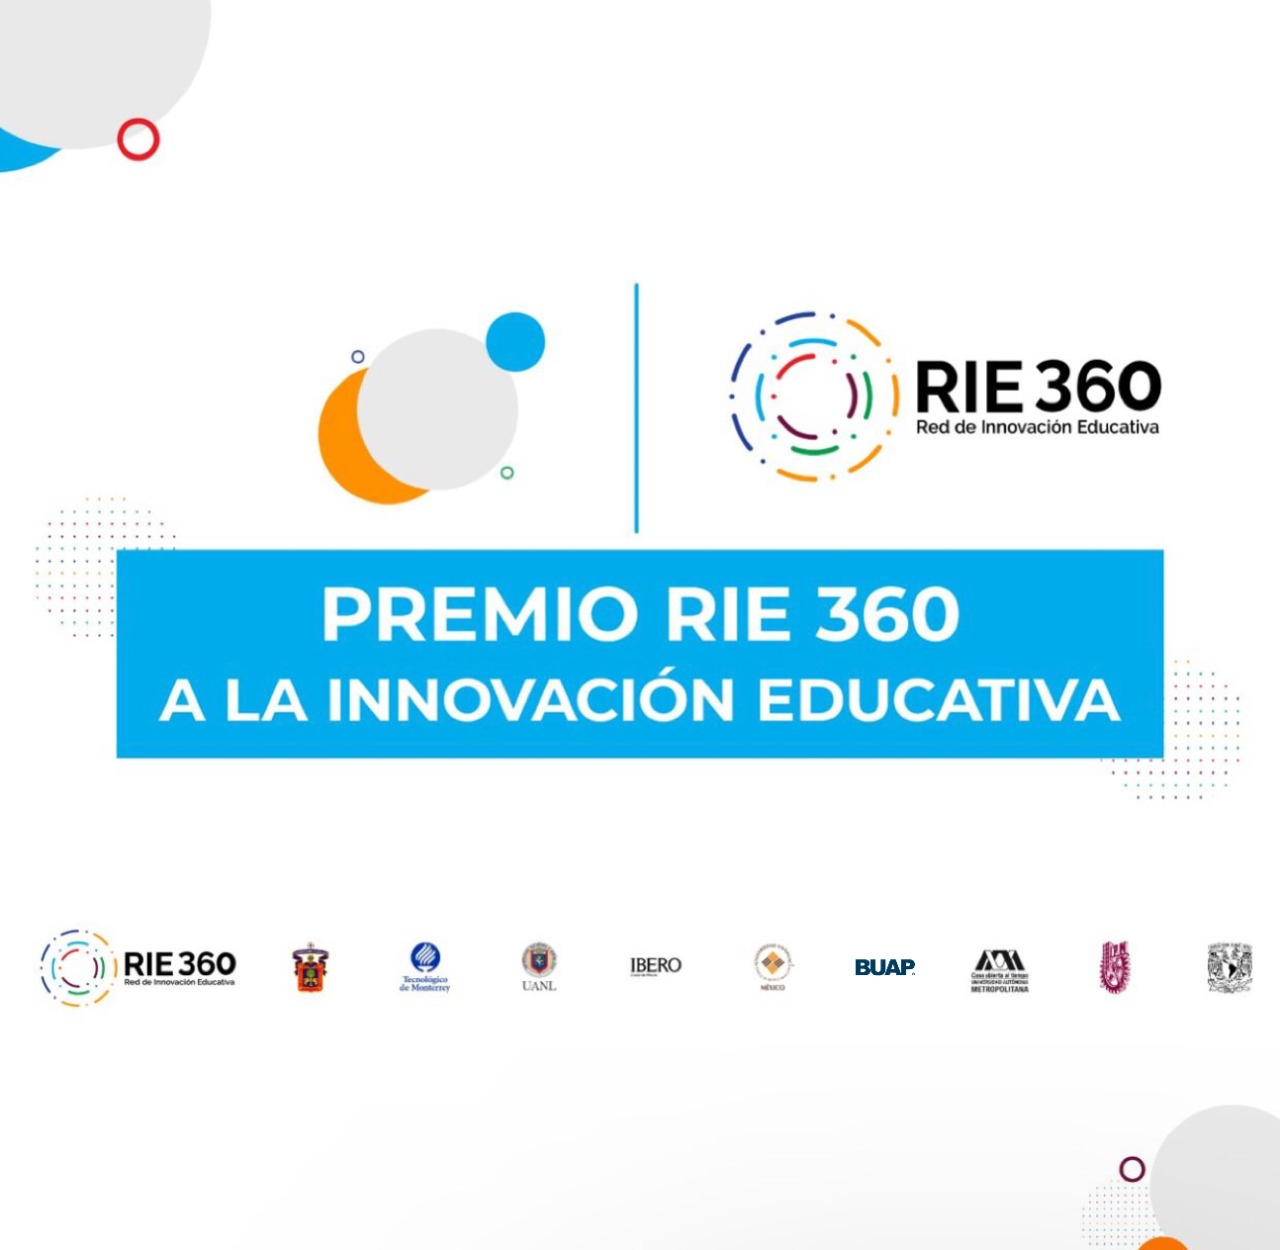 RIE 360
Red de Innovación Educativa
PREMIO RIE 360
A LA INNOVACIÓN EDUCATIVA
RIE 360
Red de Innovación Educativa
Tecnológico
de Monterrey
UANL
IBERO
MÉXICO
BUAP
Casa abierta al tiempo
UNIVERSIDAD AUTÓNOMA
METROPOLITANA